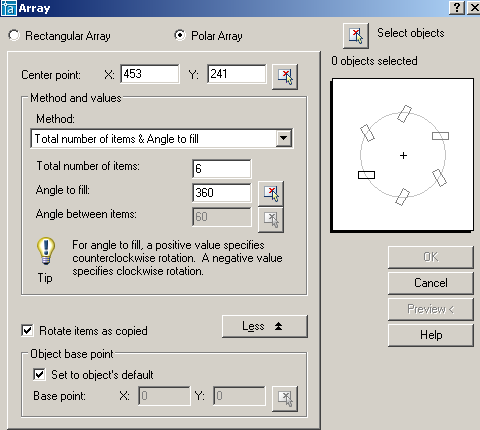 Array
Rectangular Array
Polar Array
Select objects
0 objects selected
Center point: X: 453 Y: 241
Method and values
Method:
Total number of items & Angle to fill
Total number of items: 6
Angle to fill: 360
Angle between items: 60
Tip
For angle to fill, a positive value specifies
counterclockwise rotation. A negative value
specifies clockwise rotation.
Rotate items as copied
Less
Object base point
Set to object's default
Base point: X: 0 Y: 0
OK
Cancel
Preview <
Help